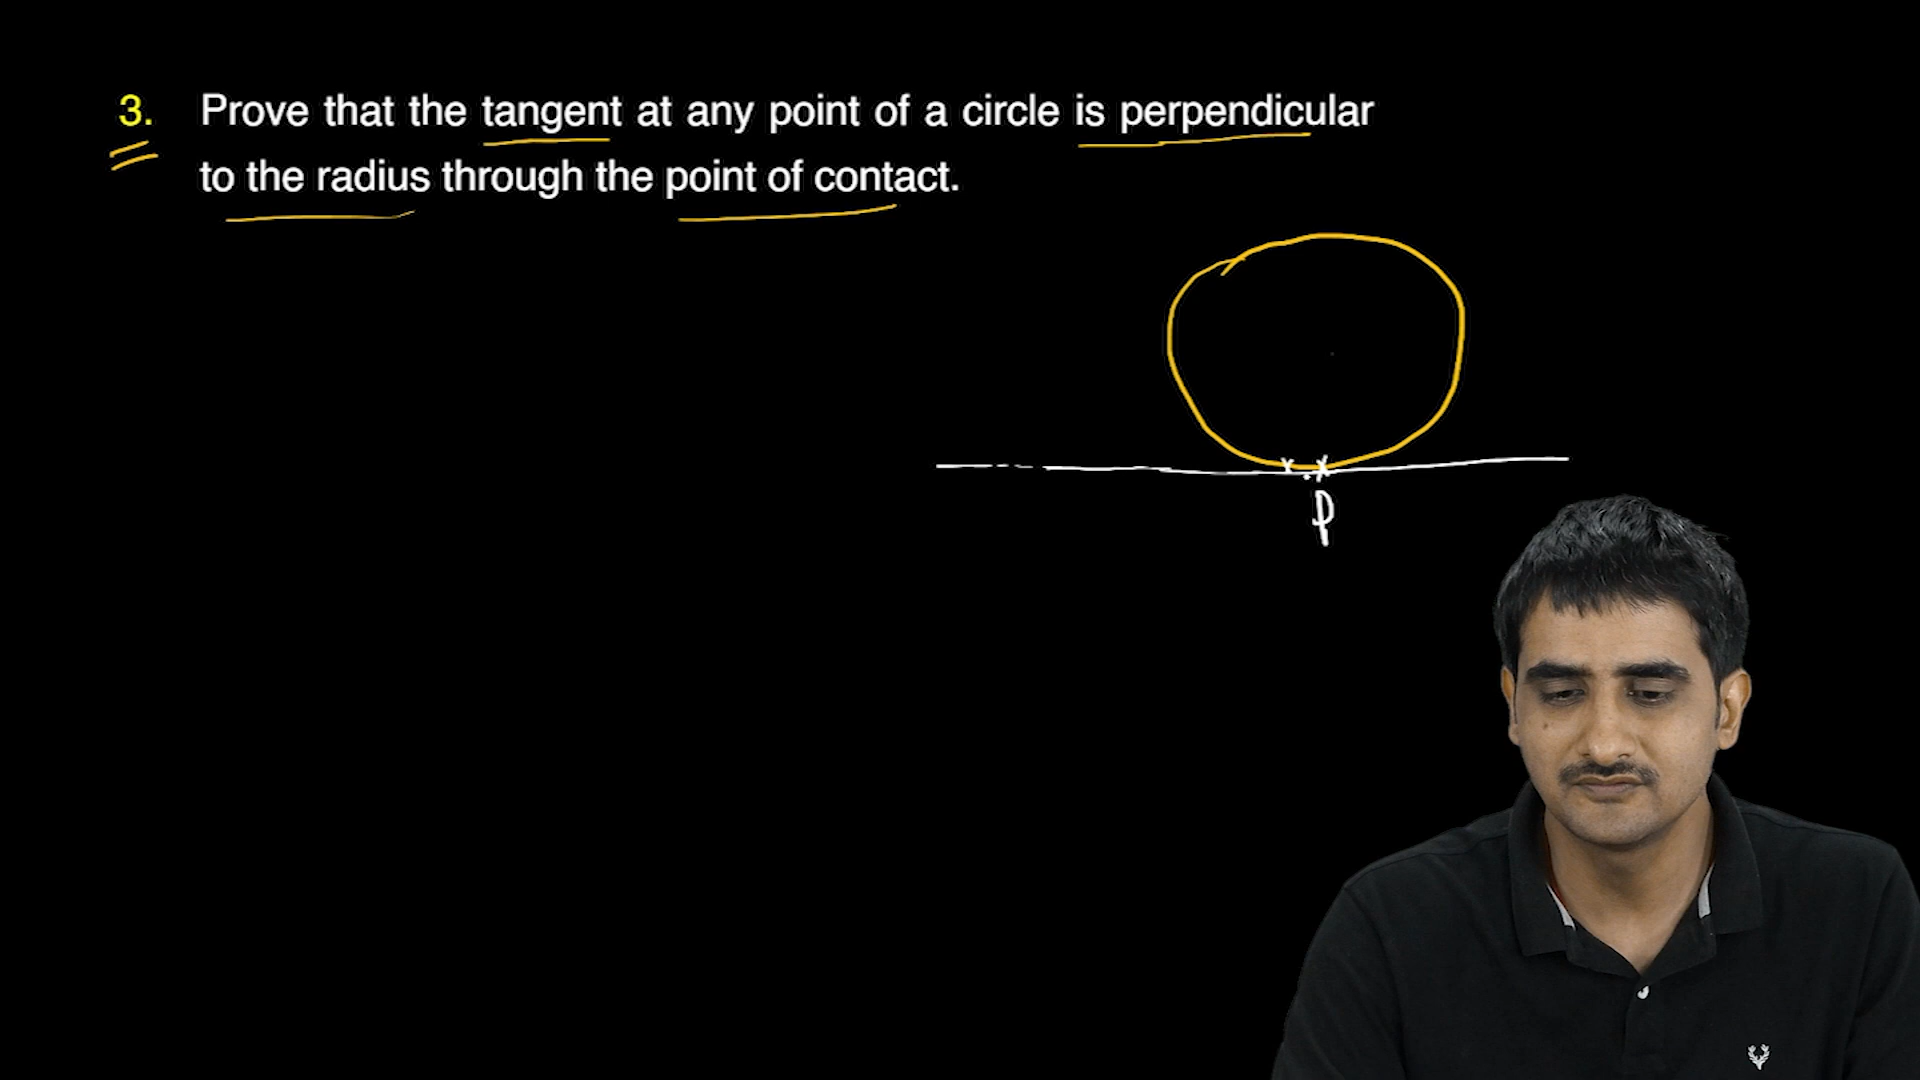 3. Prove that the tangent at any point of a circle is perpendicular
to the radius through the point of contact.
P